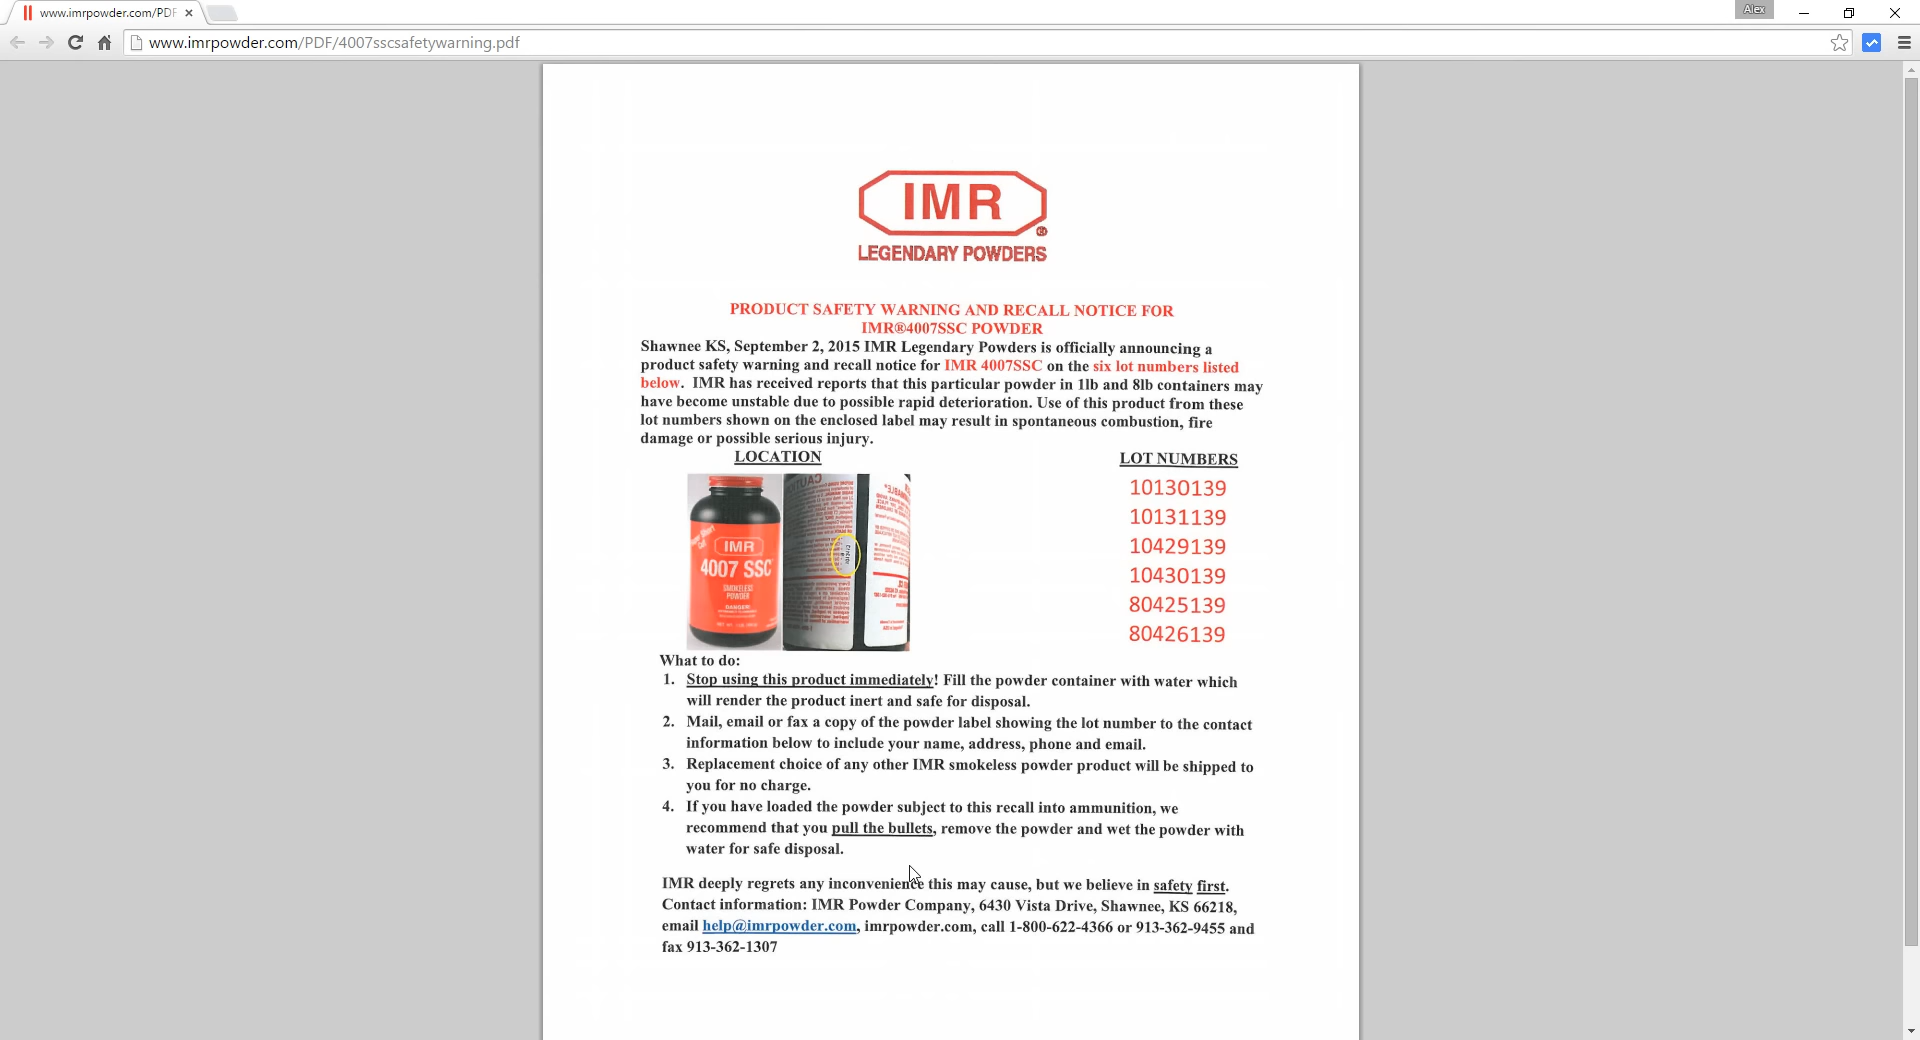 www.imrpowder.com/PDF
Alex
www.imrpowder.com/PDF/4007sscsafetywarning.pdf
IMR
®
LEGENDARY POWDERS
PRODUCT SAFETY WARNING AND RECALL NOTICE FOR
IMR®4007SSC POWDER
Shawnee KS, September 2, 2015 IMR Legendary Powders is officially announcing a
product safety warning and recall notice for IMR 4007SSC on the six lot numbers listed
below. IMR has received reports that this particular powder in 1lb and 8lb containers may
have become unstable due to possible rapid deterioration. Use of this product from these
lot numbers shown on the enclosed label may result in spontaneous combustion, fire
damage or possible serious injury.
LOCATION
IMR
4007 SSC
SMOKELESS
POWDER
DANGER!
CAUTION
LOT NUMBERS
10130139
10131139
10429139
10430139
80425139
80426139
What to do:
1. Stop using this product immediately! Fill the powder container with water which
will render the product inert and safe for disposal.
2. Mail, email or fax a copy of the powder label showing the lot number to the contact
information below to include your name, address, phone and email.
3. Replacement choice of any other IMR smokeless powder product will be shipped to
you for no charge.
4. If you have loaded the powder subject to this recall into ammunition, we
recommend that you pull the bullets, remove the powder and wet the powder with
water for safe disposal.
IMR deeply regrets any inconvenience this may cause, but we believe in safety first.
Contact information: IMR Powder Company, 6430 Vista Drive, Shawnee, KS 66218,
email help@imrpowder.com, imrpowder.com, call 1-800-622-4366 or 913-362-9455 and
fax 913-362-1307